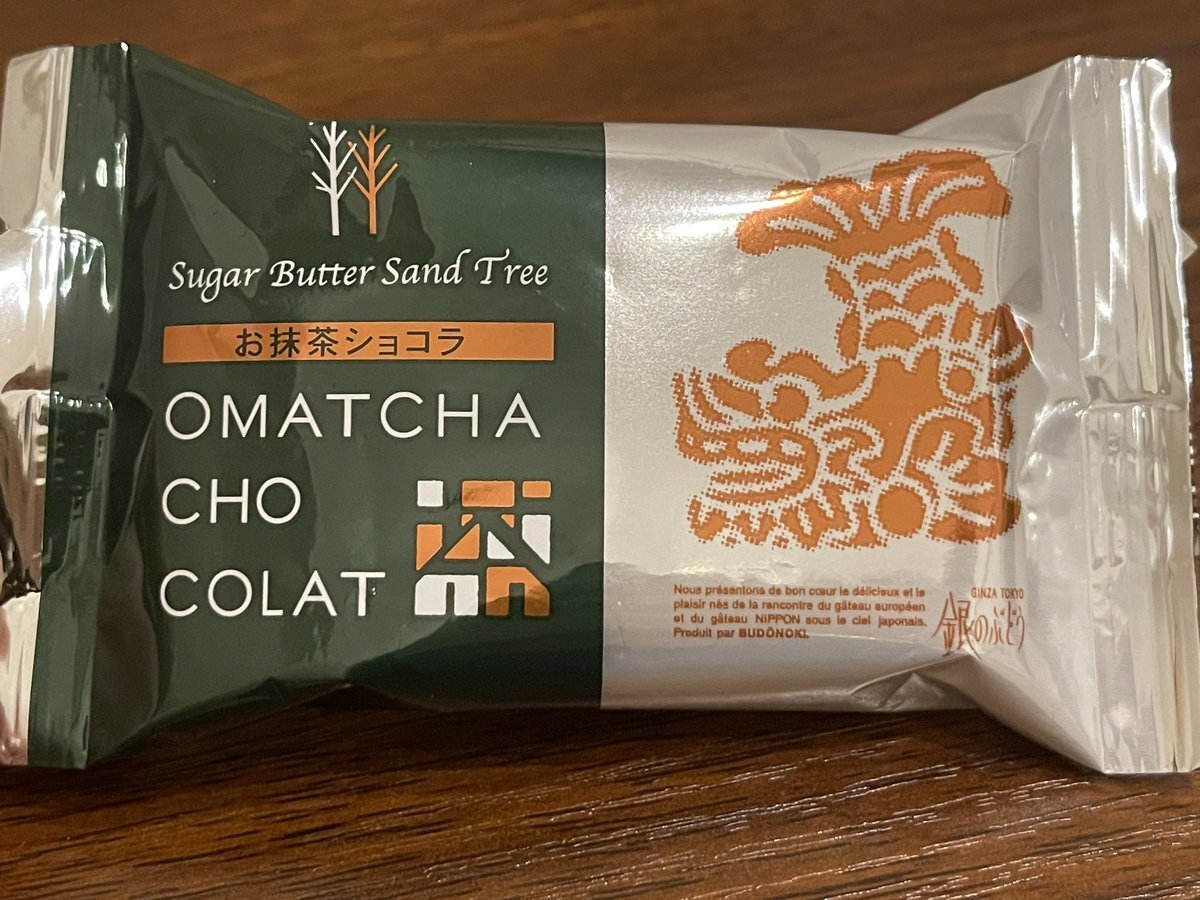 Sugar Butter Sand Tree
お抹茶ショコラ
OMATCHA
CHO
COLAT
Nous présentons de bon cœur le délicieux et le
plaisir nés de la rencontre du gâteau européen
et du gâteau NIPPON sous le ciel japonais.
Produit par BUDŌNOKI.
GINZA TOKYO
銀のぶどう